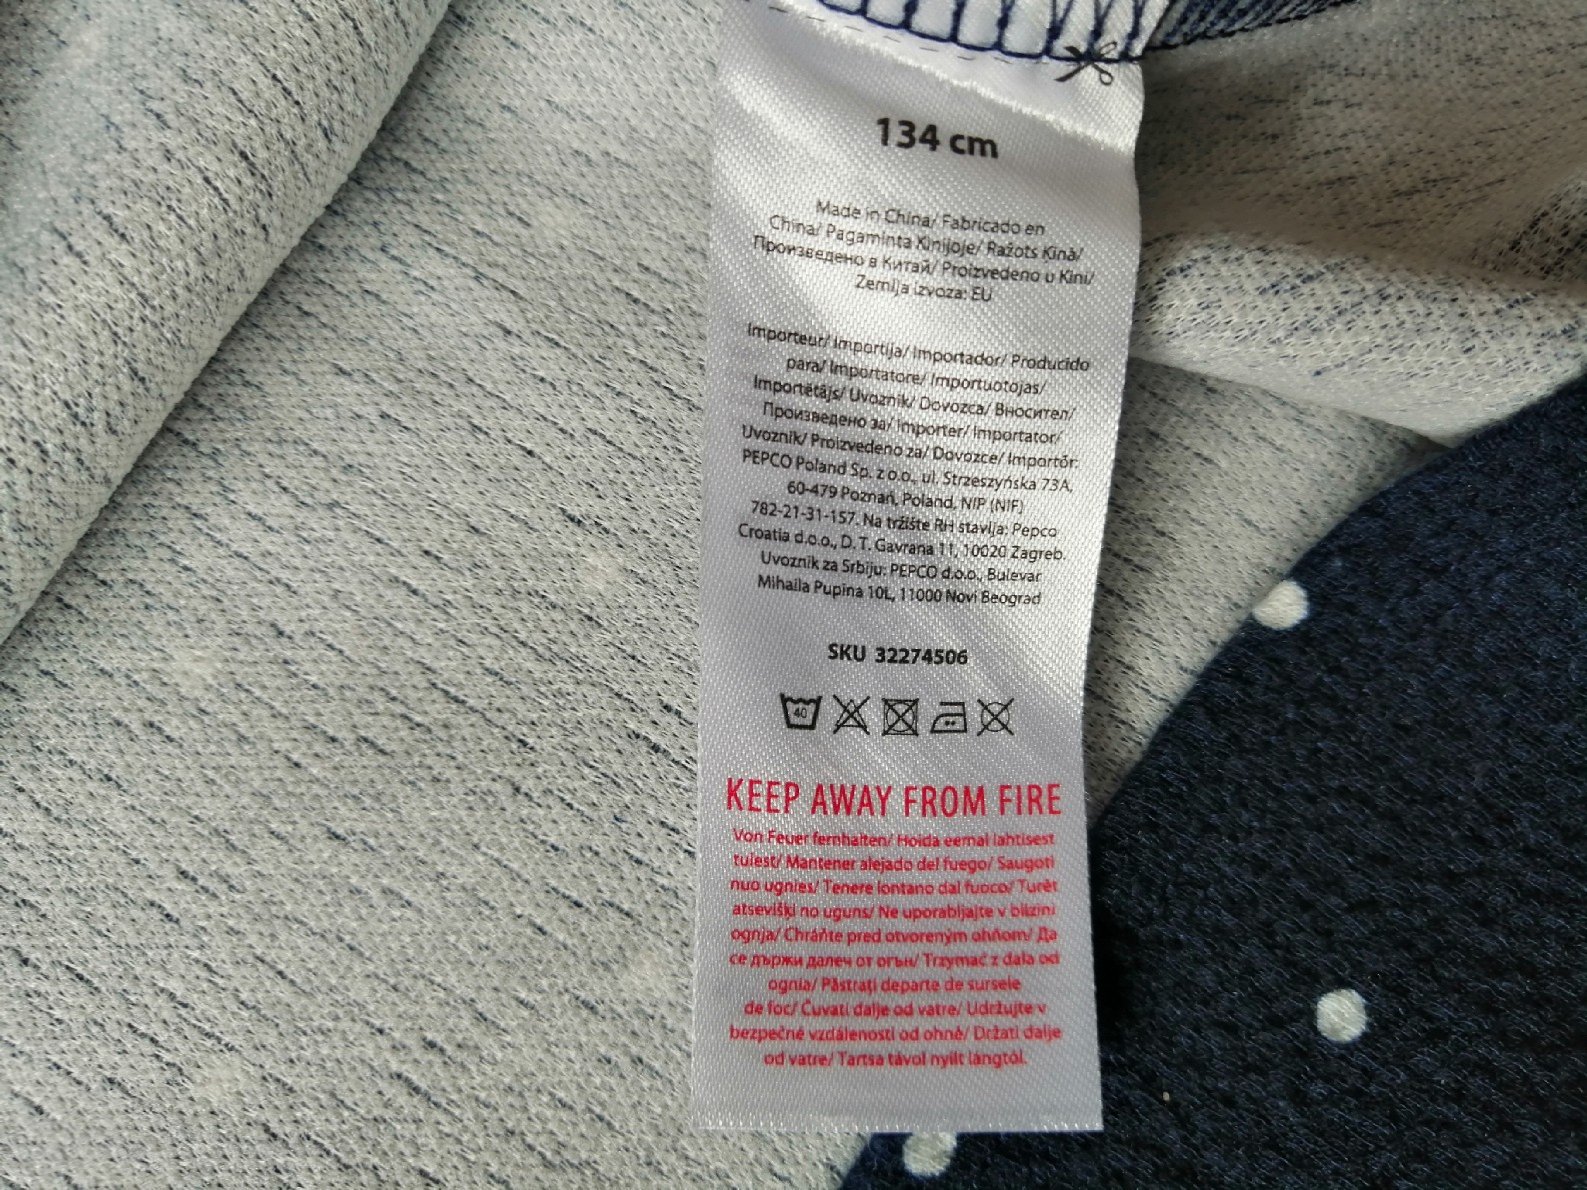 134 cm
Made in China/ Fabricado en
China/ Pagaminta Kinijoje/ Ražots Ķīnā/
Произведено в Китай/ Proizvedeno u Kini/
Zemlja izvoza: EU
Importeur/ Importija/ Importador/ Producido
para/ Importatore/ Importuotojas/
Importētājs/ Uvoznik/ Dovozca/ Вносител/
Произведено за/ Importer/ Importator/
Uvoznik/ Proizvedeno za/ Dovozce/ Importőr:
PEPCO Poland Sp. z o.o., ul. Strzeszyńska 73A,
60-479 Poznań, Poland, NIP (NIF)
782-21-31-157. Na tržište RH stavlja: Pepco
Croatia d.o.o., D. T. Gavrana 11, 10020 Zagreb.
Uvoznik za Srbiju: PEPCO d.o.o., Bulevar
Mihaila Pupina 10L, 11000 Novi Beograd
SKU 32274506
40
KEEP AWAY FROM FIRE
Von Feuer fernhalten/ Hoida eemal lahtisest
tulest/ Mantener alejado del fuego/ Saugoti
nuo ugnies/ Tenere lontano dal fuoco/ Turēt
atsevišķi no uguns/ Ne uporabljajte v bližini
ognja/ Chráňte pred otvoreným ohňom/ Да
се държи далеч от огън/ Trzymać z dala od
ognia/ Păstrați departe de sursele
de foc/ Čuvati dalje od vatre/ Udržujte v
bezpečné vzdálenosti od ohně/ Držati dalje
od vatre/ Tartsa távol nyílt lángtól.